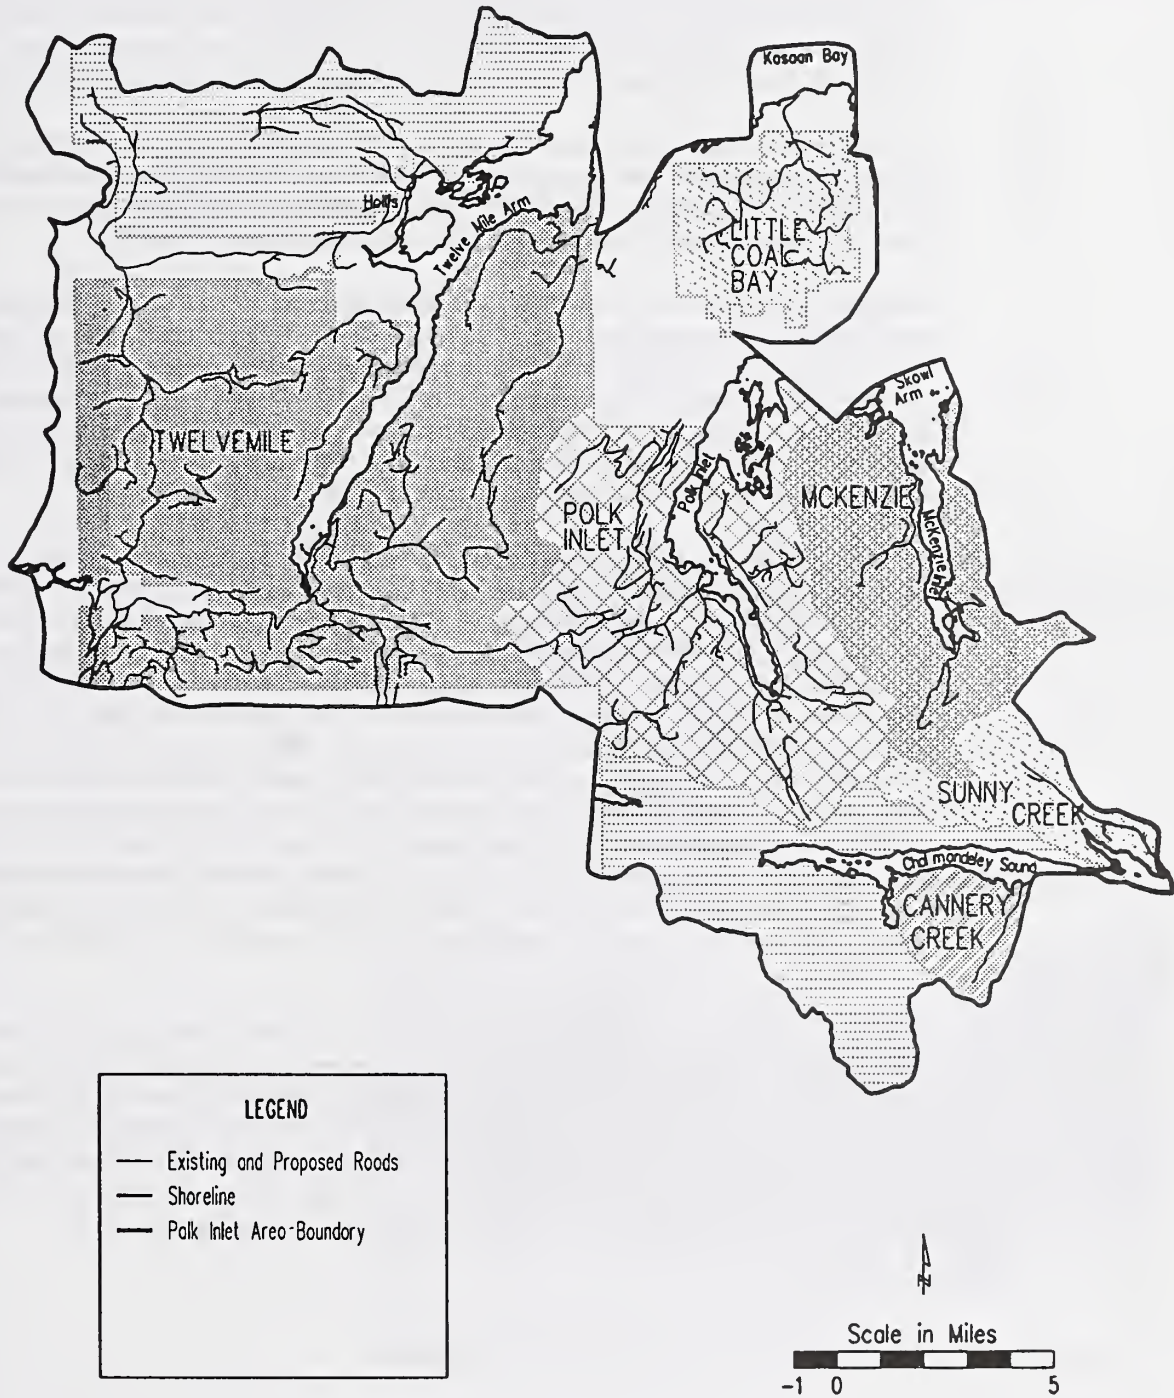 Kasaan Bay
Hollis
Twelve Mile Arm
LITTLE
COAL
BAY
Skowl
Arm
TWELVEMILE
Polk Inlet
MCKENZIE
POLK
INLET
McKenzie Inlet
SUNNY
CREEK
Chol mondeley Sound
CANNERY
CREEK
LEGEND
Existing and Proposed Roads
Shoreline
Polk Inlet Area-Boundary
N
Scale in Miles
-1 0 5